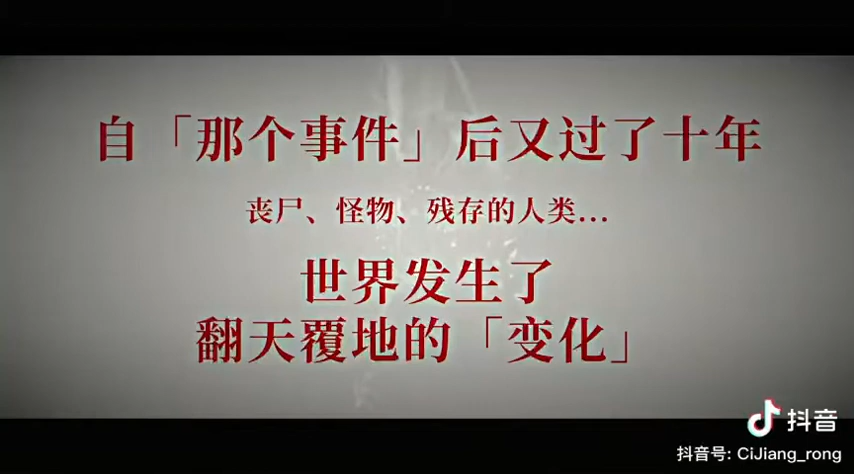 自「那个事件」后又过了十年
丧尸、怪物、残存的人类...
世界发生了
翻天覆地的「变化」
抖音
抖音号: CiJiang_rong